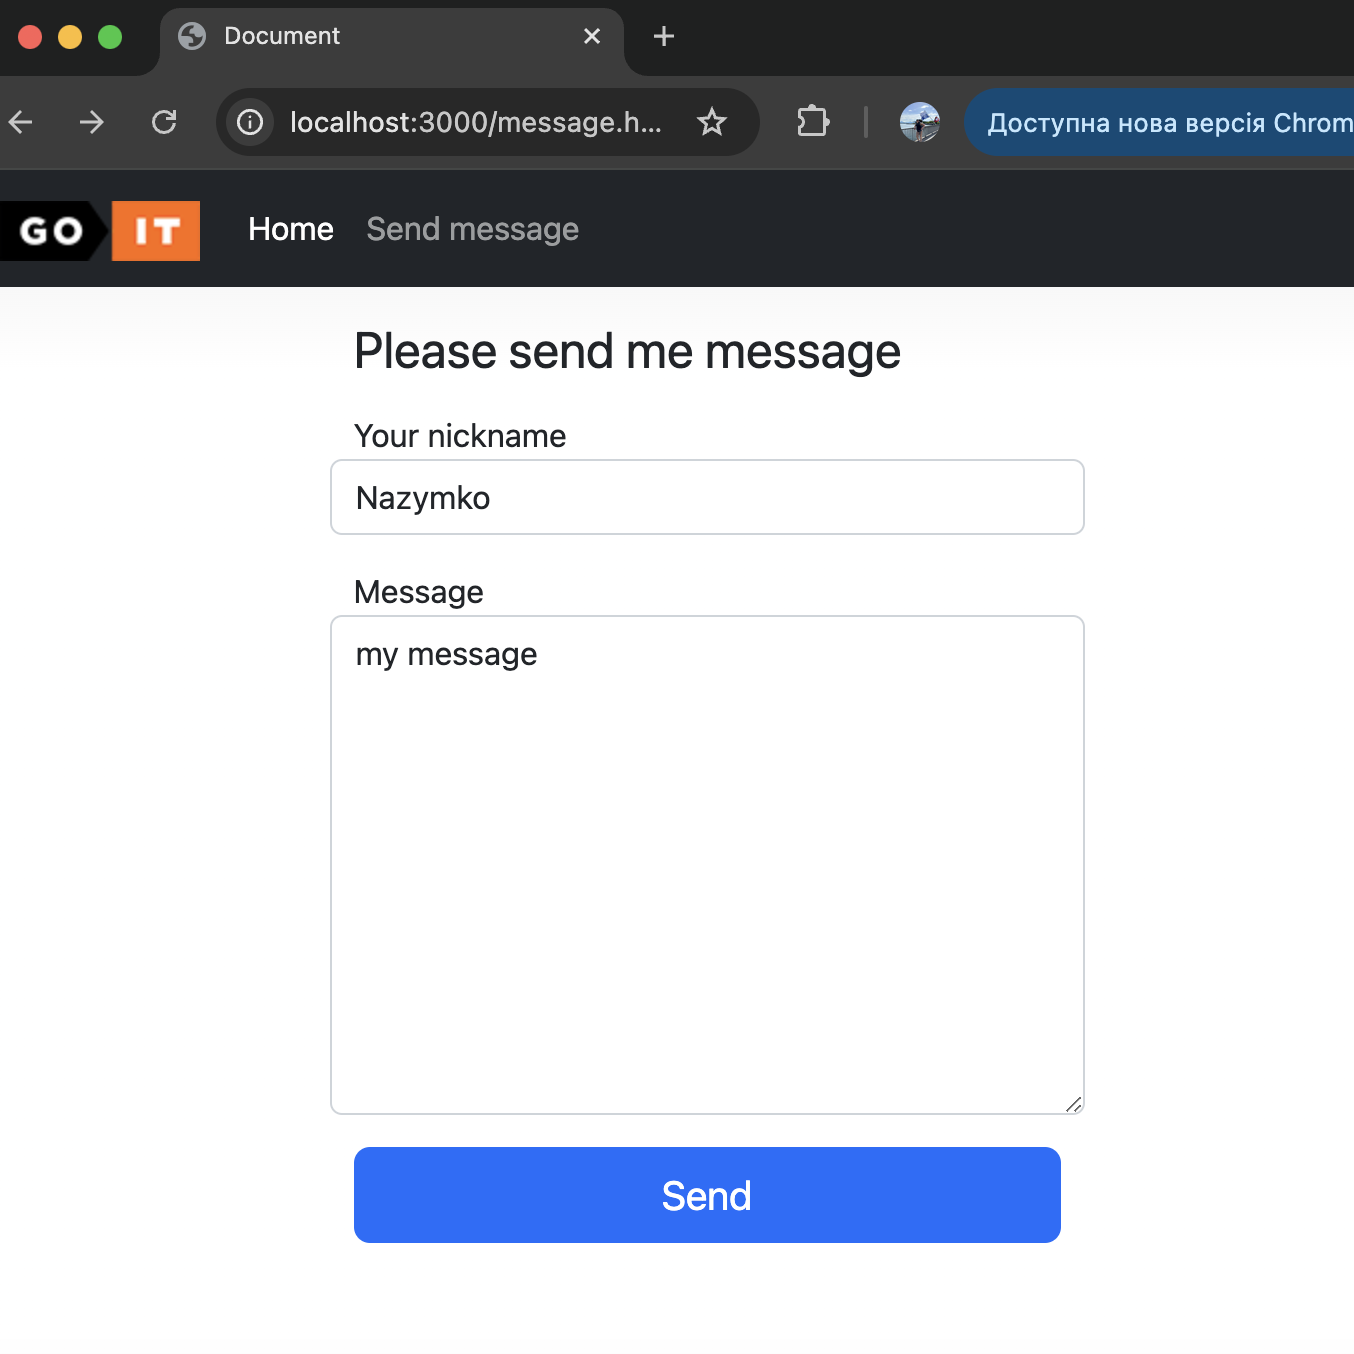 Document
localhost:3000/message.h...
Доступна нова версія Chrom
GO IT
Home
Send message
Please send me message
Your nickname
Nazymko
Message
my message
Send